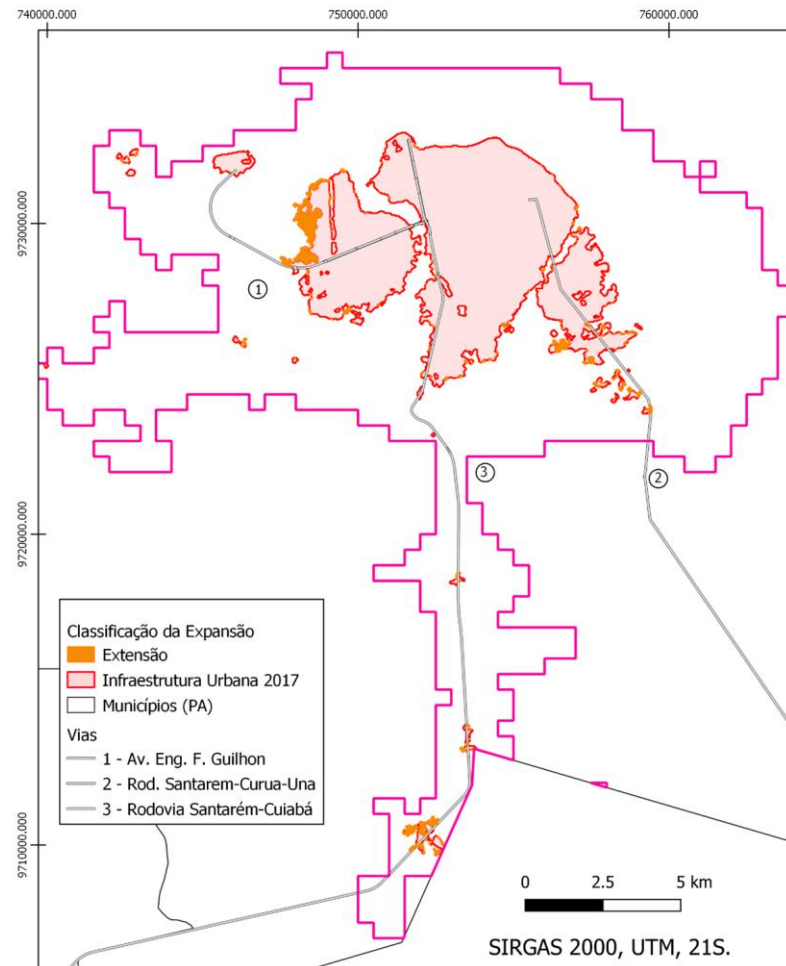 740000.000
750000.000
760000.000
9730000.000
9720000.000
9710000.000
1
3
2
Classificação da Expansão
Extensão
Infraestrutura Urbana 2017
Municípios (PA)
Vias
1 - Av. Eng. F. Guilhon
2 - Rod. Santarem-Curua-Una
3 - Rodovia Santarém-Cuiabá
0 2.5 5 km
SIRGAS 2000, UTM, 21S.